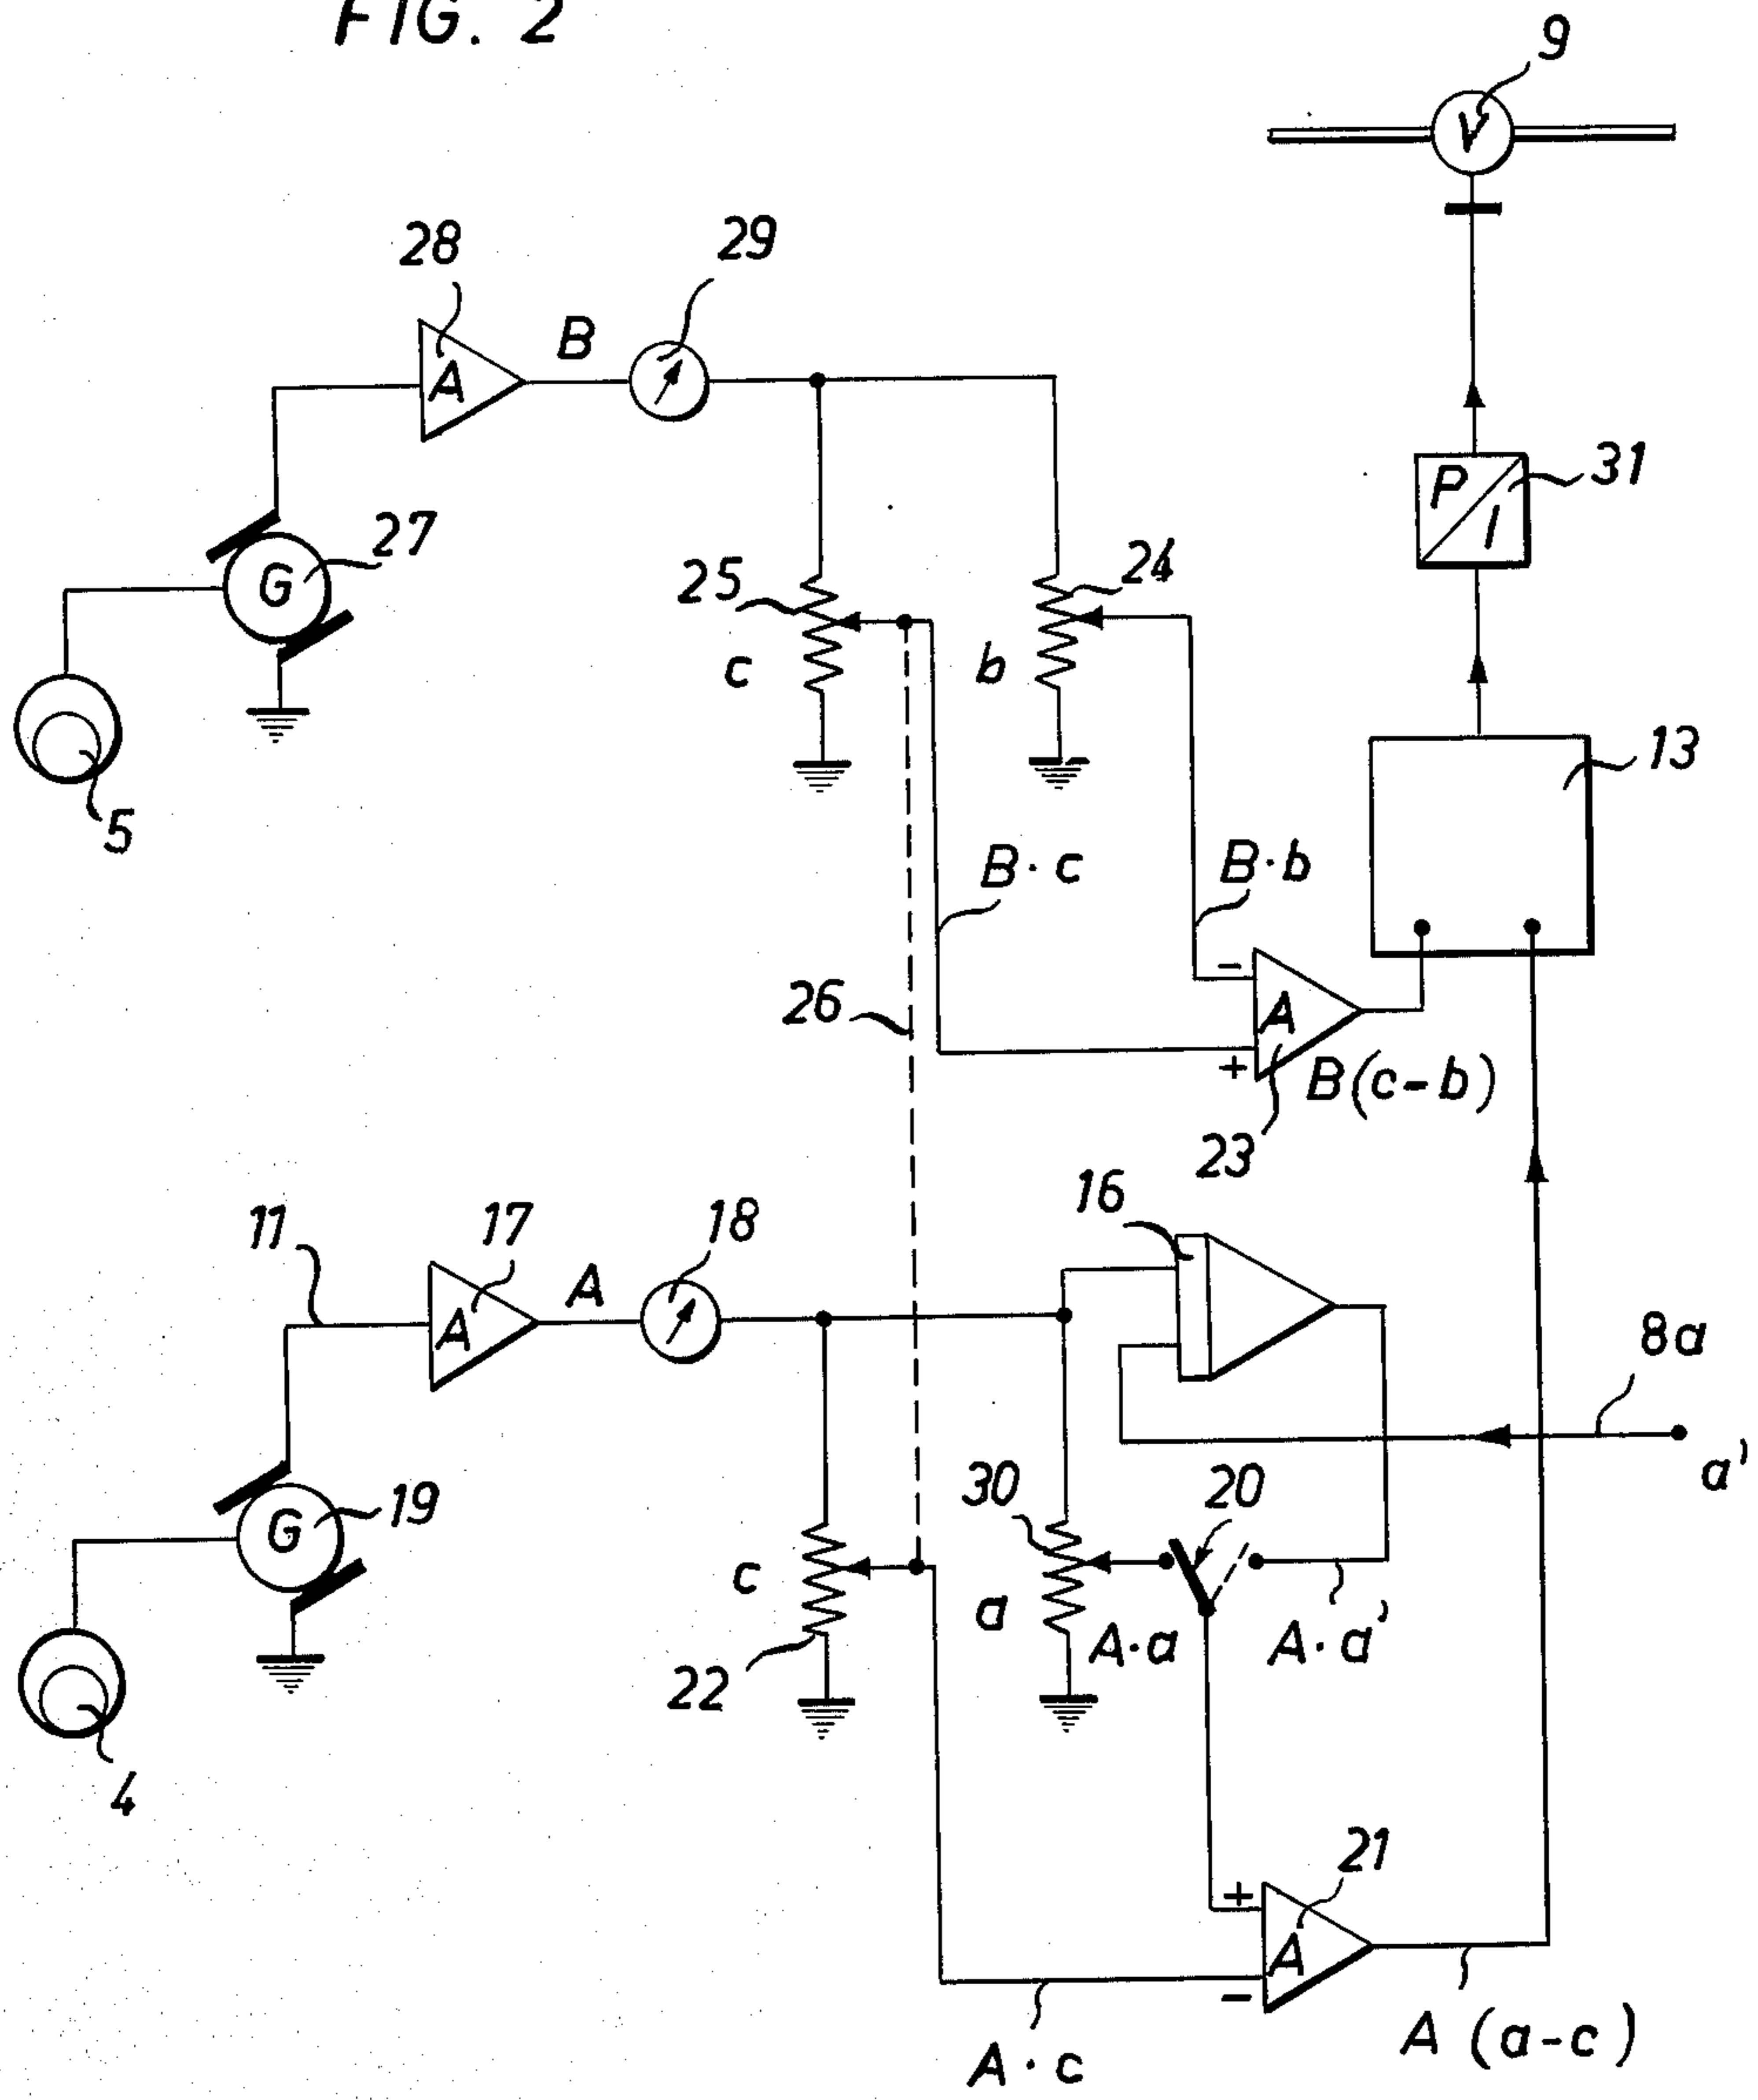 FIG. 2
9
V
28
29
B
A
P
I
31
27
G
25
24
c
b
13
5
B·c
B·b
26
-
A
+
B(c-b)
23
16
11
17
A
18
A
8a
a'
30
20
19
G
c
a
A·a
A·a'
22
4
21
+
A
-
A·c
A (a-c)